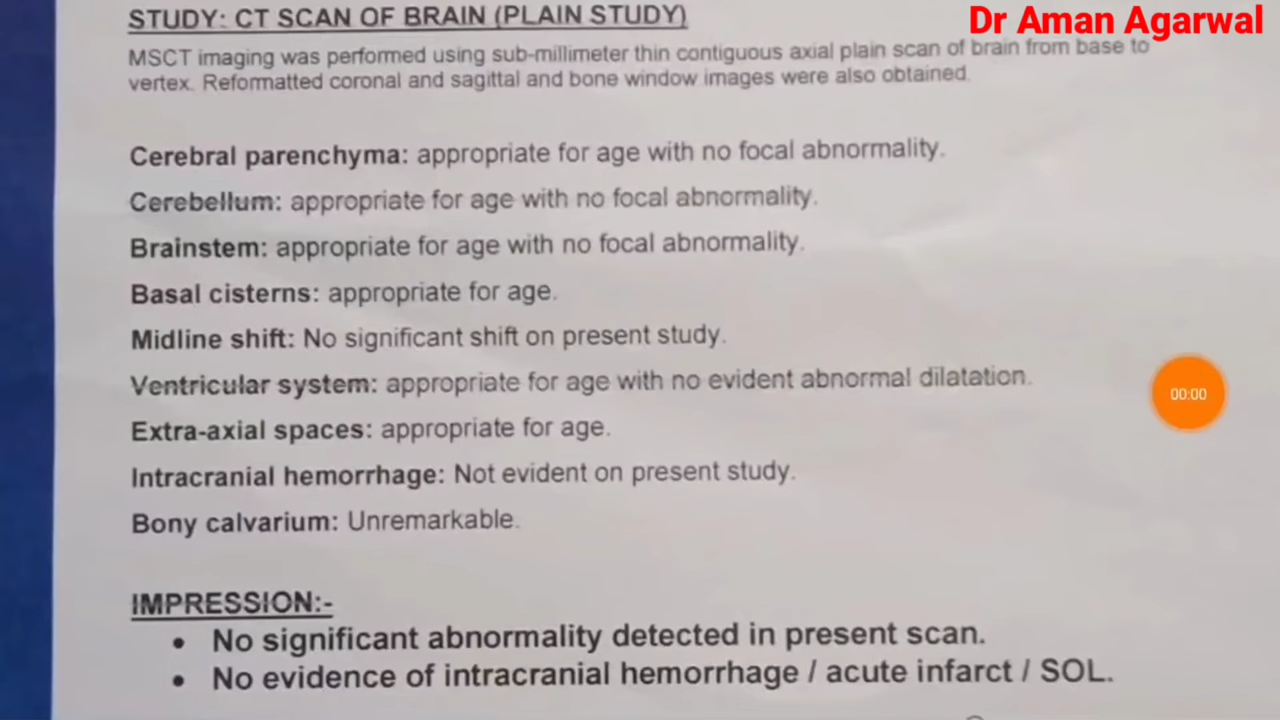 STUDY: CT SCAN OF BRAIN (PLAIN STUDY)
Dr Aman Agarwal
MSCT imaging was performed using sub-millimeter thin contiguous axial plain scan of brain from base to
vertex. Reformatted coronal and sagittal and bone window images were also obtained.
Cerebral parenchyma: appropriate for age with no focal abnormality.
Cerebellum: appropriate for age with no focal abnormality.
Brainstem: appropriate for age with no focal abnormality.
Basal cisterns: appropriate for age.
Midline shift: No significant shift on present study.
Ventricular system: appropriate for age with no evident abnormal dilatation.
00:00
Extra-axial spaces: appropriate for age.
Intracranial hemorrhage: Not evident on present study.
Bony calvarium: Unremarkable.
IMPRESSION:-
• No significant abnormality detected in present scan.
• No evidence of intracranial hemorrhage / acute infarct / SOL.